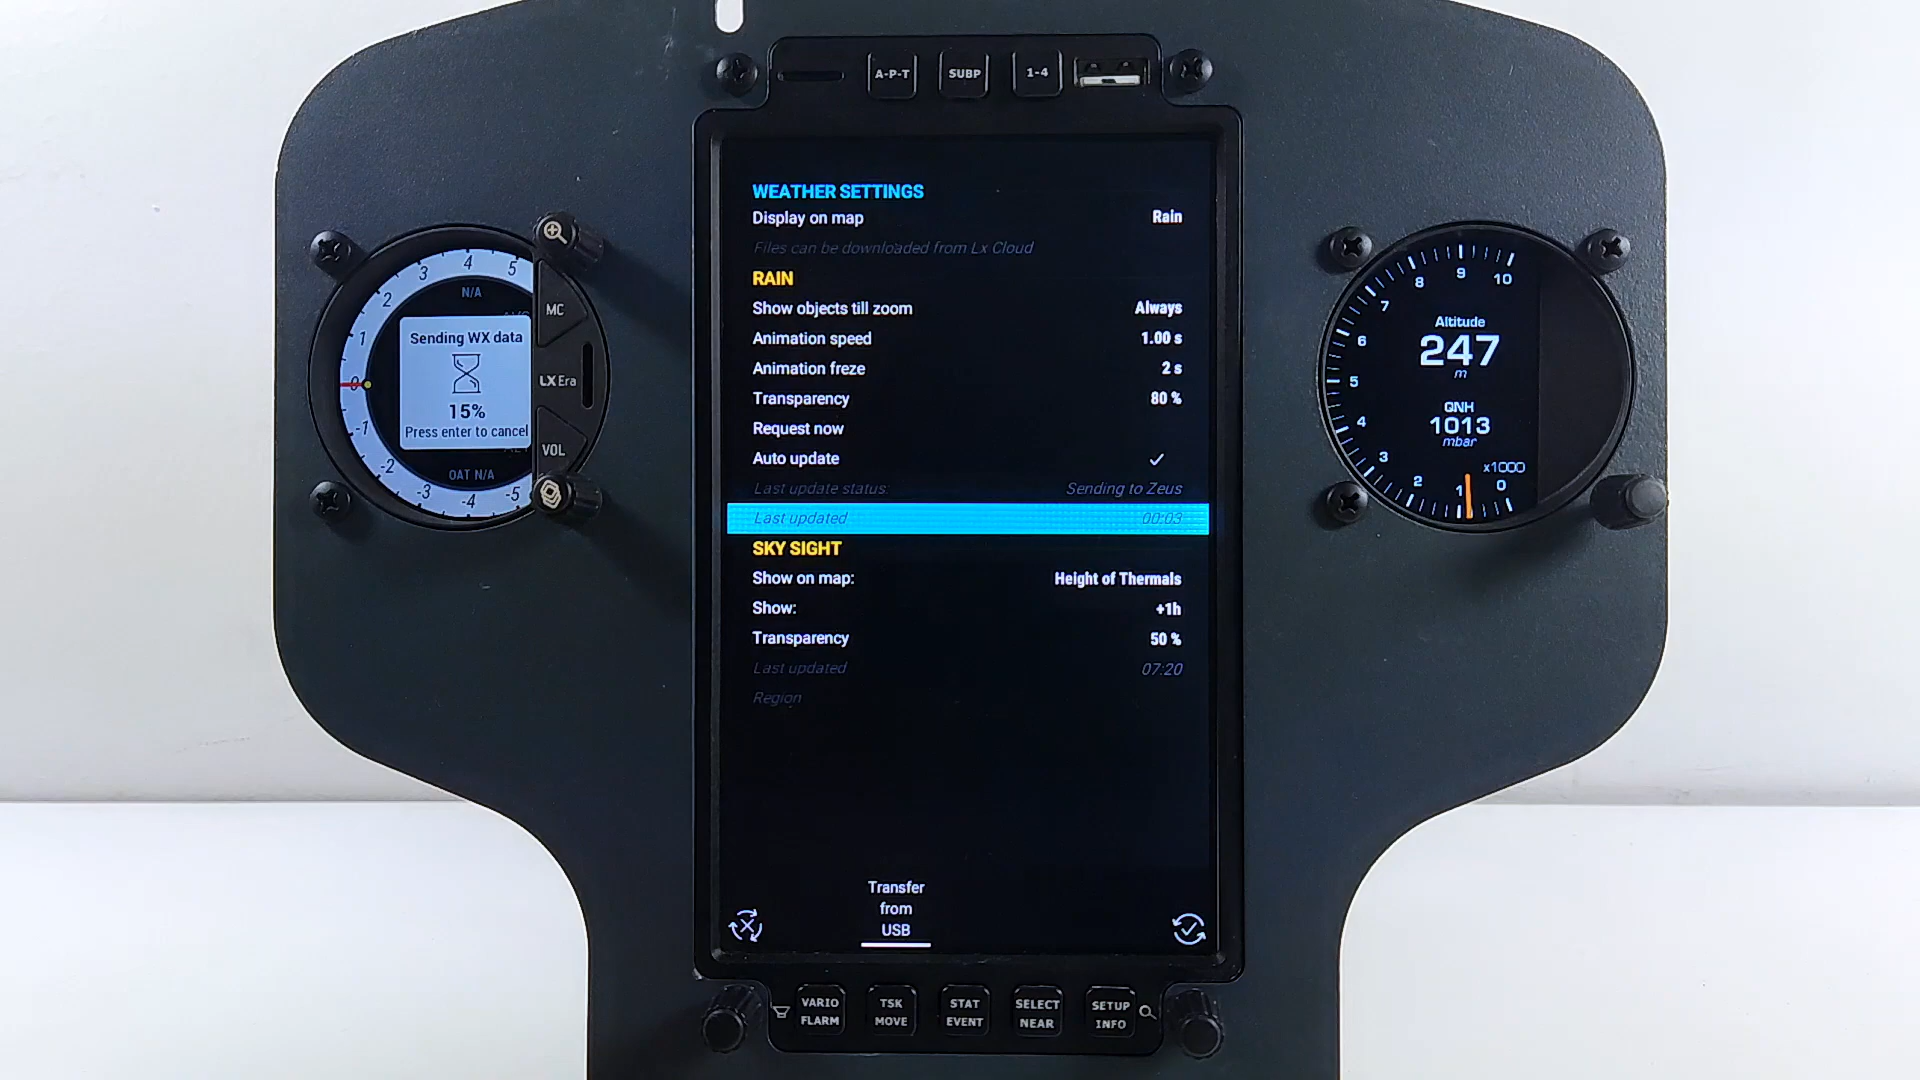 A-P-T SUBP 1-4
WEATHER SETTINGS
Display on map Rain
Files can be downloaded from Lx Cloud
RAIN
Show objects till zoom Always
Animation speed 1.00 s
Animation freze 2 s
Transparency 80 %
Request now
Auto update
Last update status: Sending to Zeus
Last updated 00:03
SKY SIGHT
Show on map: Height of Thermals
Show: +1h
Transparency 50 %
Last updated 07:20
Region
Transfer
from
USB
VARIO
FLARM
TSK
MOVE
STAT
EVENT
SELECT
NEAR
SETUP
INFO
5
4
3
2
1
0
-1
-2
-3
-4
-5
N/A
Sending WX data
15%
Press enter to cancel
OAT N/A
MC
LX Era
VOL
10
9
8
7
6
5
4
3
2
1
0
Altitude
247
m
QNH
1013
mbar
x1000